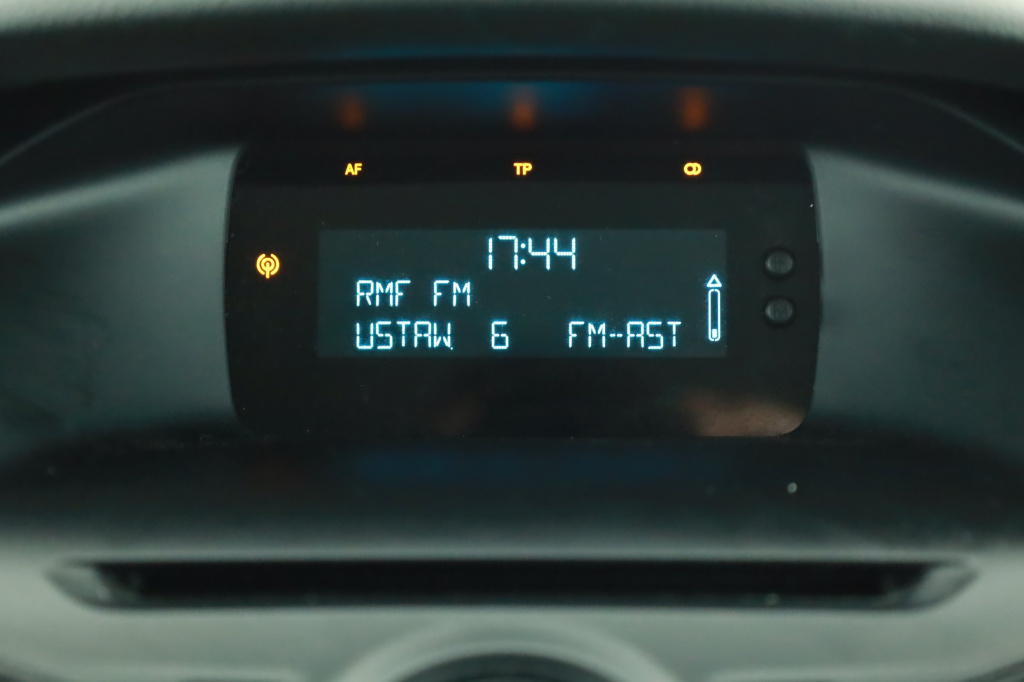 AF TP CD
17:44
RMF FM
USTAW. 6 FM--AST